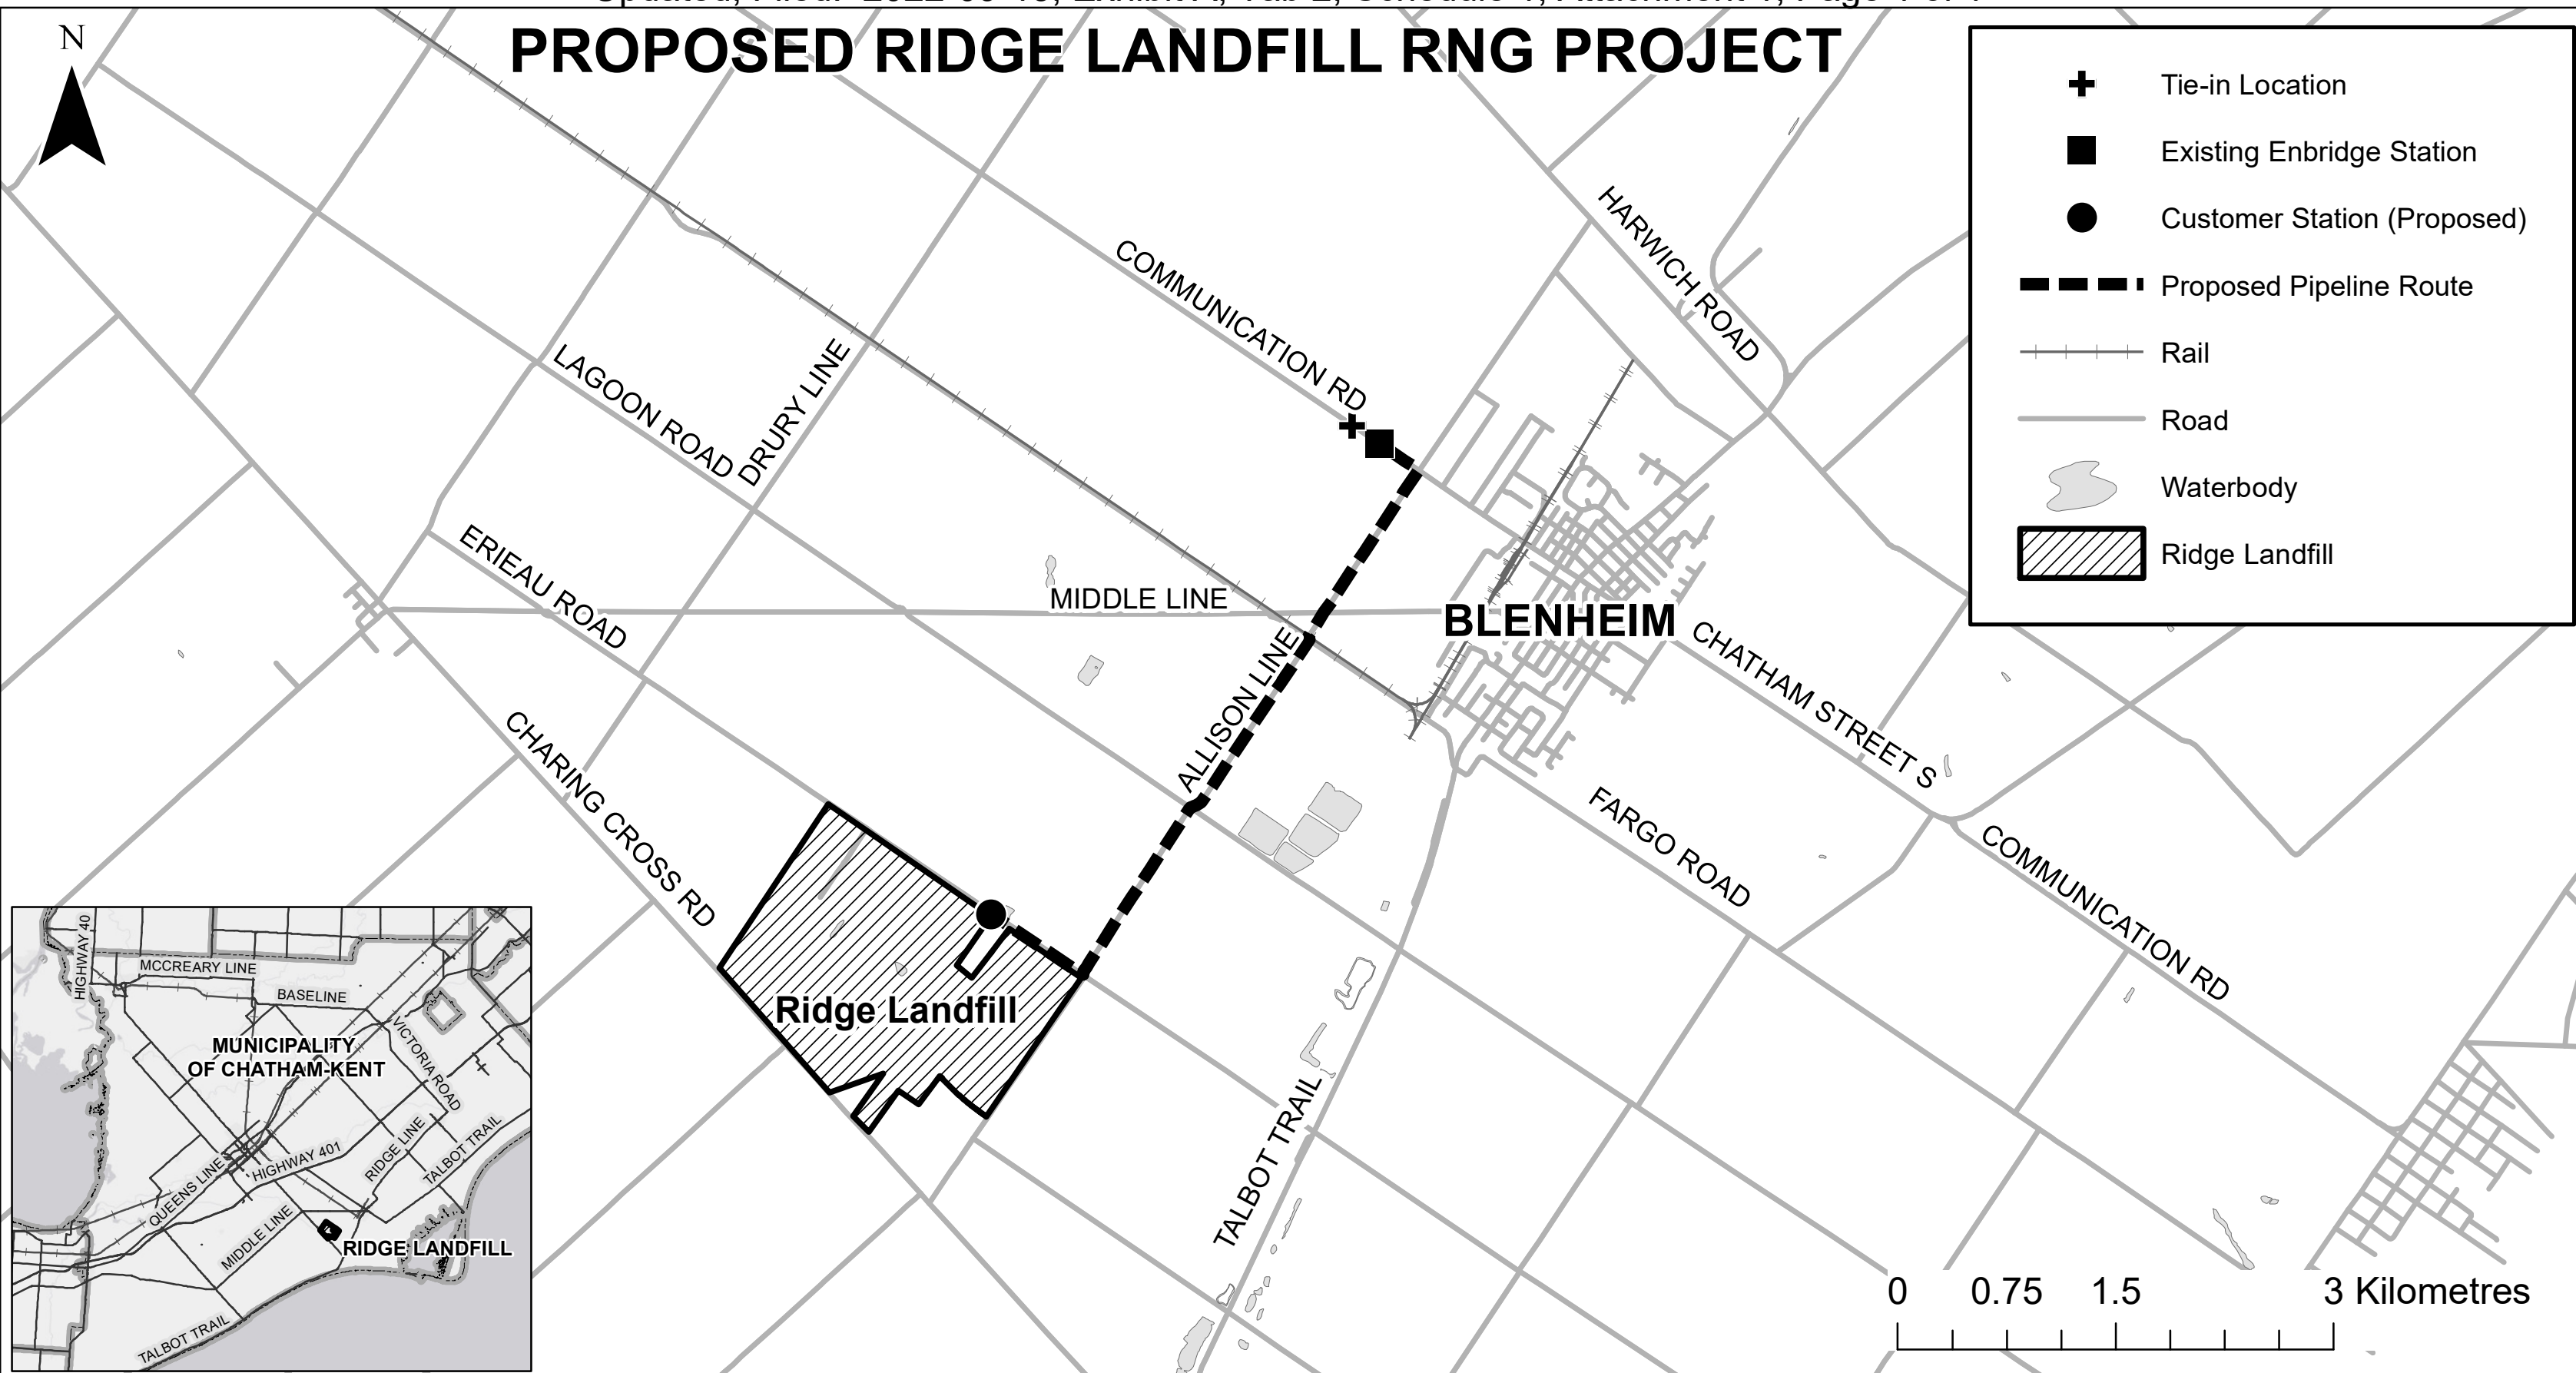 PROPOSED RIDGE LANDFILL RNG PROJECT
N
Tie-in Location
Existing Enbridge Station
Customer Station (Proposed)
Proposed Pipeline Route
Rail
Road
Waterbody
Ridge Landfill
HARWICH ROAD
COMMUNICATION RD
LAGOON ROAD
DRURY LINE
ERIEAU ROAD
MIDDLE LINE
BLENHEIM
ALLISON LINE
CHATHAM STREET S
CHARING CROSS RD
FARGO ROAD
COMMUNICATION RD
Ridge Landfill
TALBOT TRAIL
HIGHWAY 40
MCCREARY LINE
BASELINE
VICTORIA ROAD
MUNICIPALITY
OF CHATHAM-KENT
HIGHWAY 401
RIDGE LINE
TALBOT TRAIL
QUEENS LINE
MIDDLE LINE
RIDGE LANDFILL
TALBOT TRAIL
0 0.75 1.5 3 Kilometres